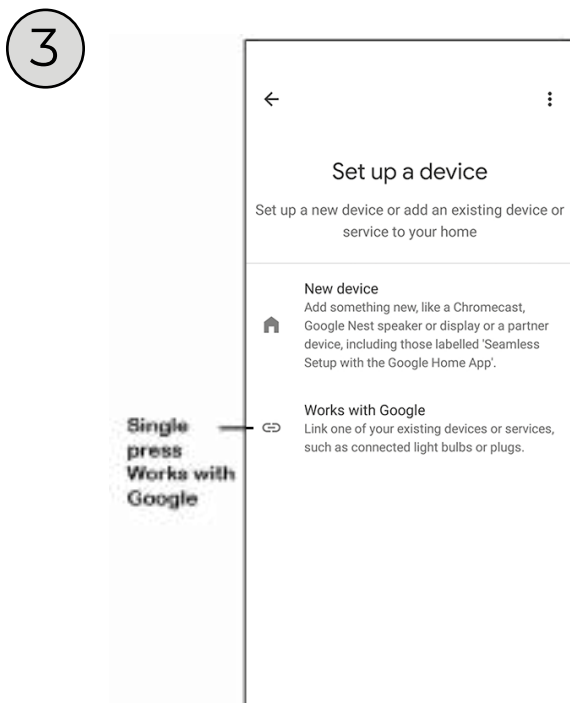 3
Set up a device
Set up a new device or add an existing device or
service to your home
New device
Add something new, like a Chromecast,
Google Nest speaker or display or a partner
device, including those labelled 'Seamless
Setup with the Google Home App'.
Works with Google
Link one of your existing devices or services,
such as connected light bulbs or plugs.
Single
press
Works with
Google